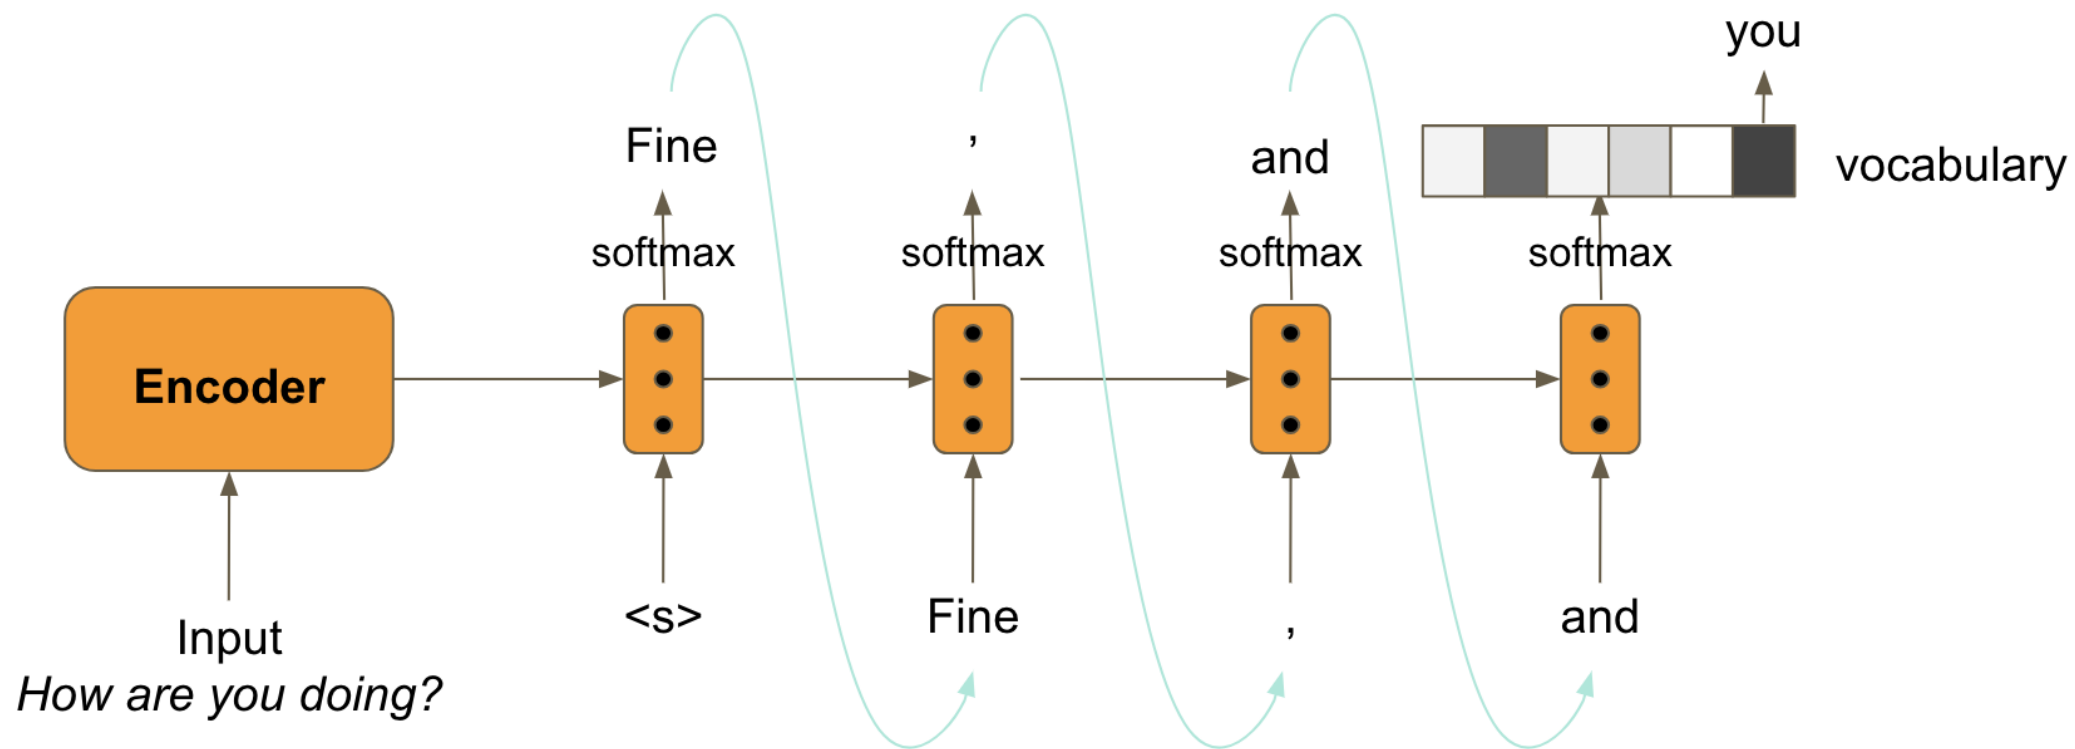 you
Fine
,
and
vocabulary
softmax
softmax
softmax
softmax
Encoder
Input
How are you doing?
<s>
Fine
,
and